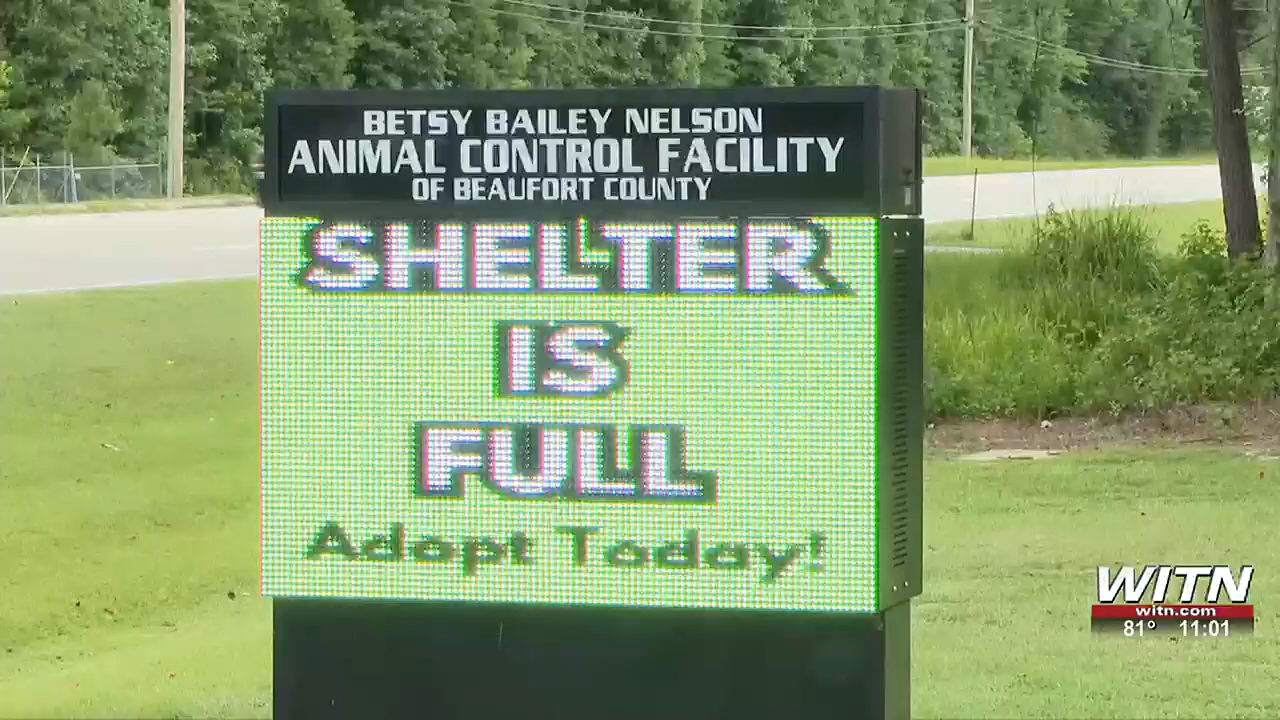 BETSY BAILEY NELSON
ANIMAL CONTROL FACILITY
OF BEAUFORT COUNTY
SHELTER
IS
FULL
Adopt Today!
WITN
witn.com
81° 11:01